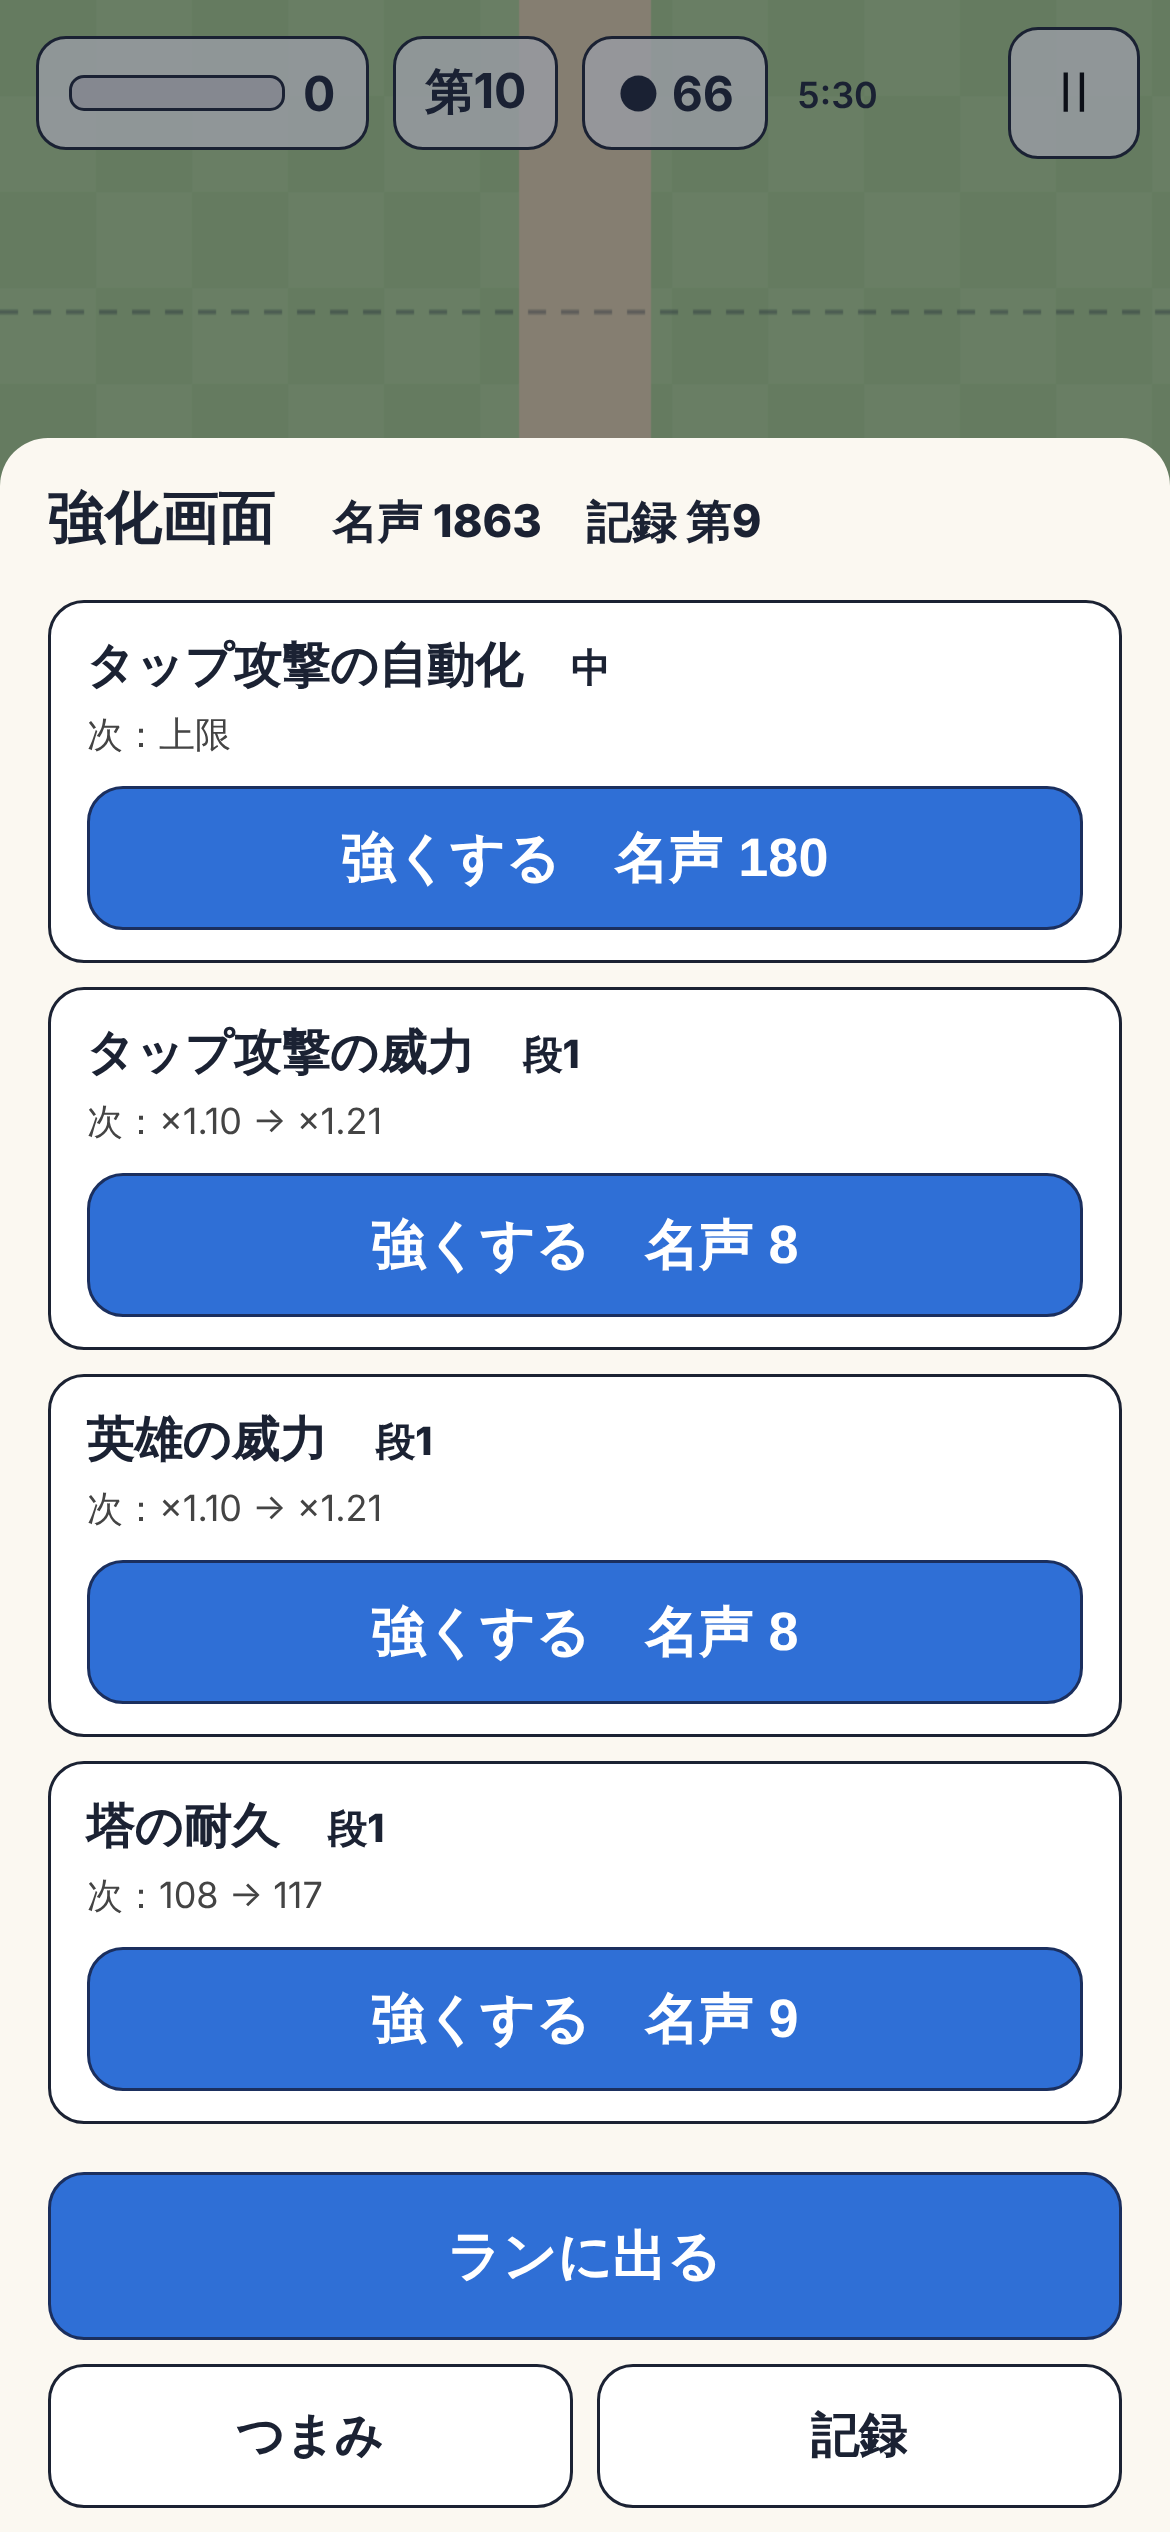 0 第10 ● 66 5:30 ||
強化画面 名声 1863 記録 第9
タップ攻撃の自動化 中
次：上限
強くする 名声 180
タップ攻撃の威力 段1
次：×1.10 → ×1.21
強くする 名声 8
英雄の威力 段1
次：×1.10 → ×1.21
強くする 名声 8
塔の耐久 段1
次：108 → 117
強くする 名声 9
ランに出る
つまみ 記録